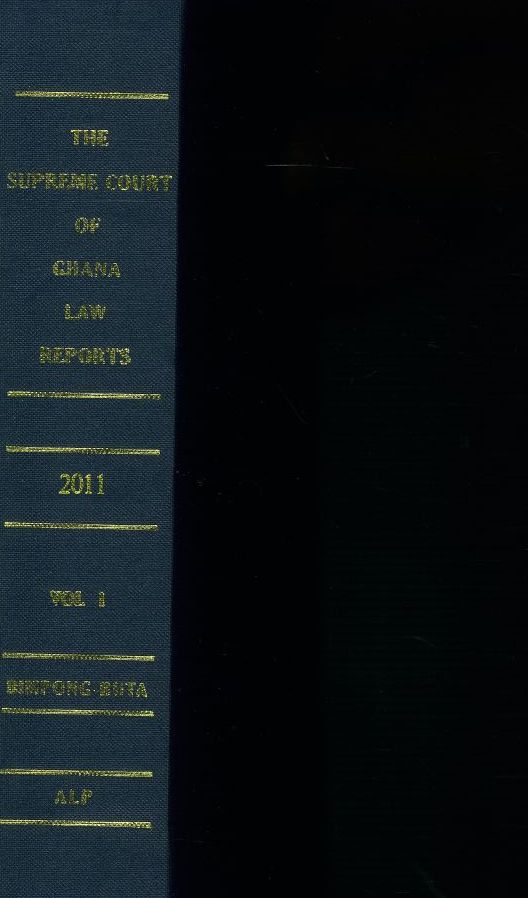 THE
SUPREME COURT
OF
GHANA
LAW
REPORTS
2011
VOL 1
BIMPONG-BUTA
ALP